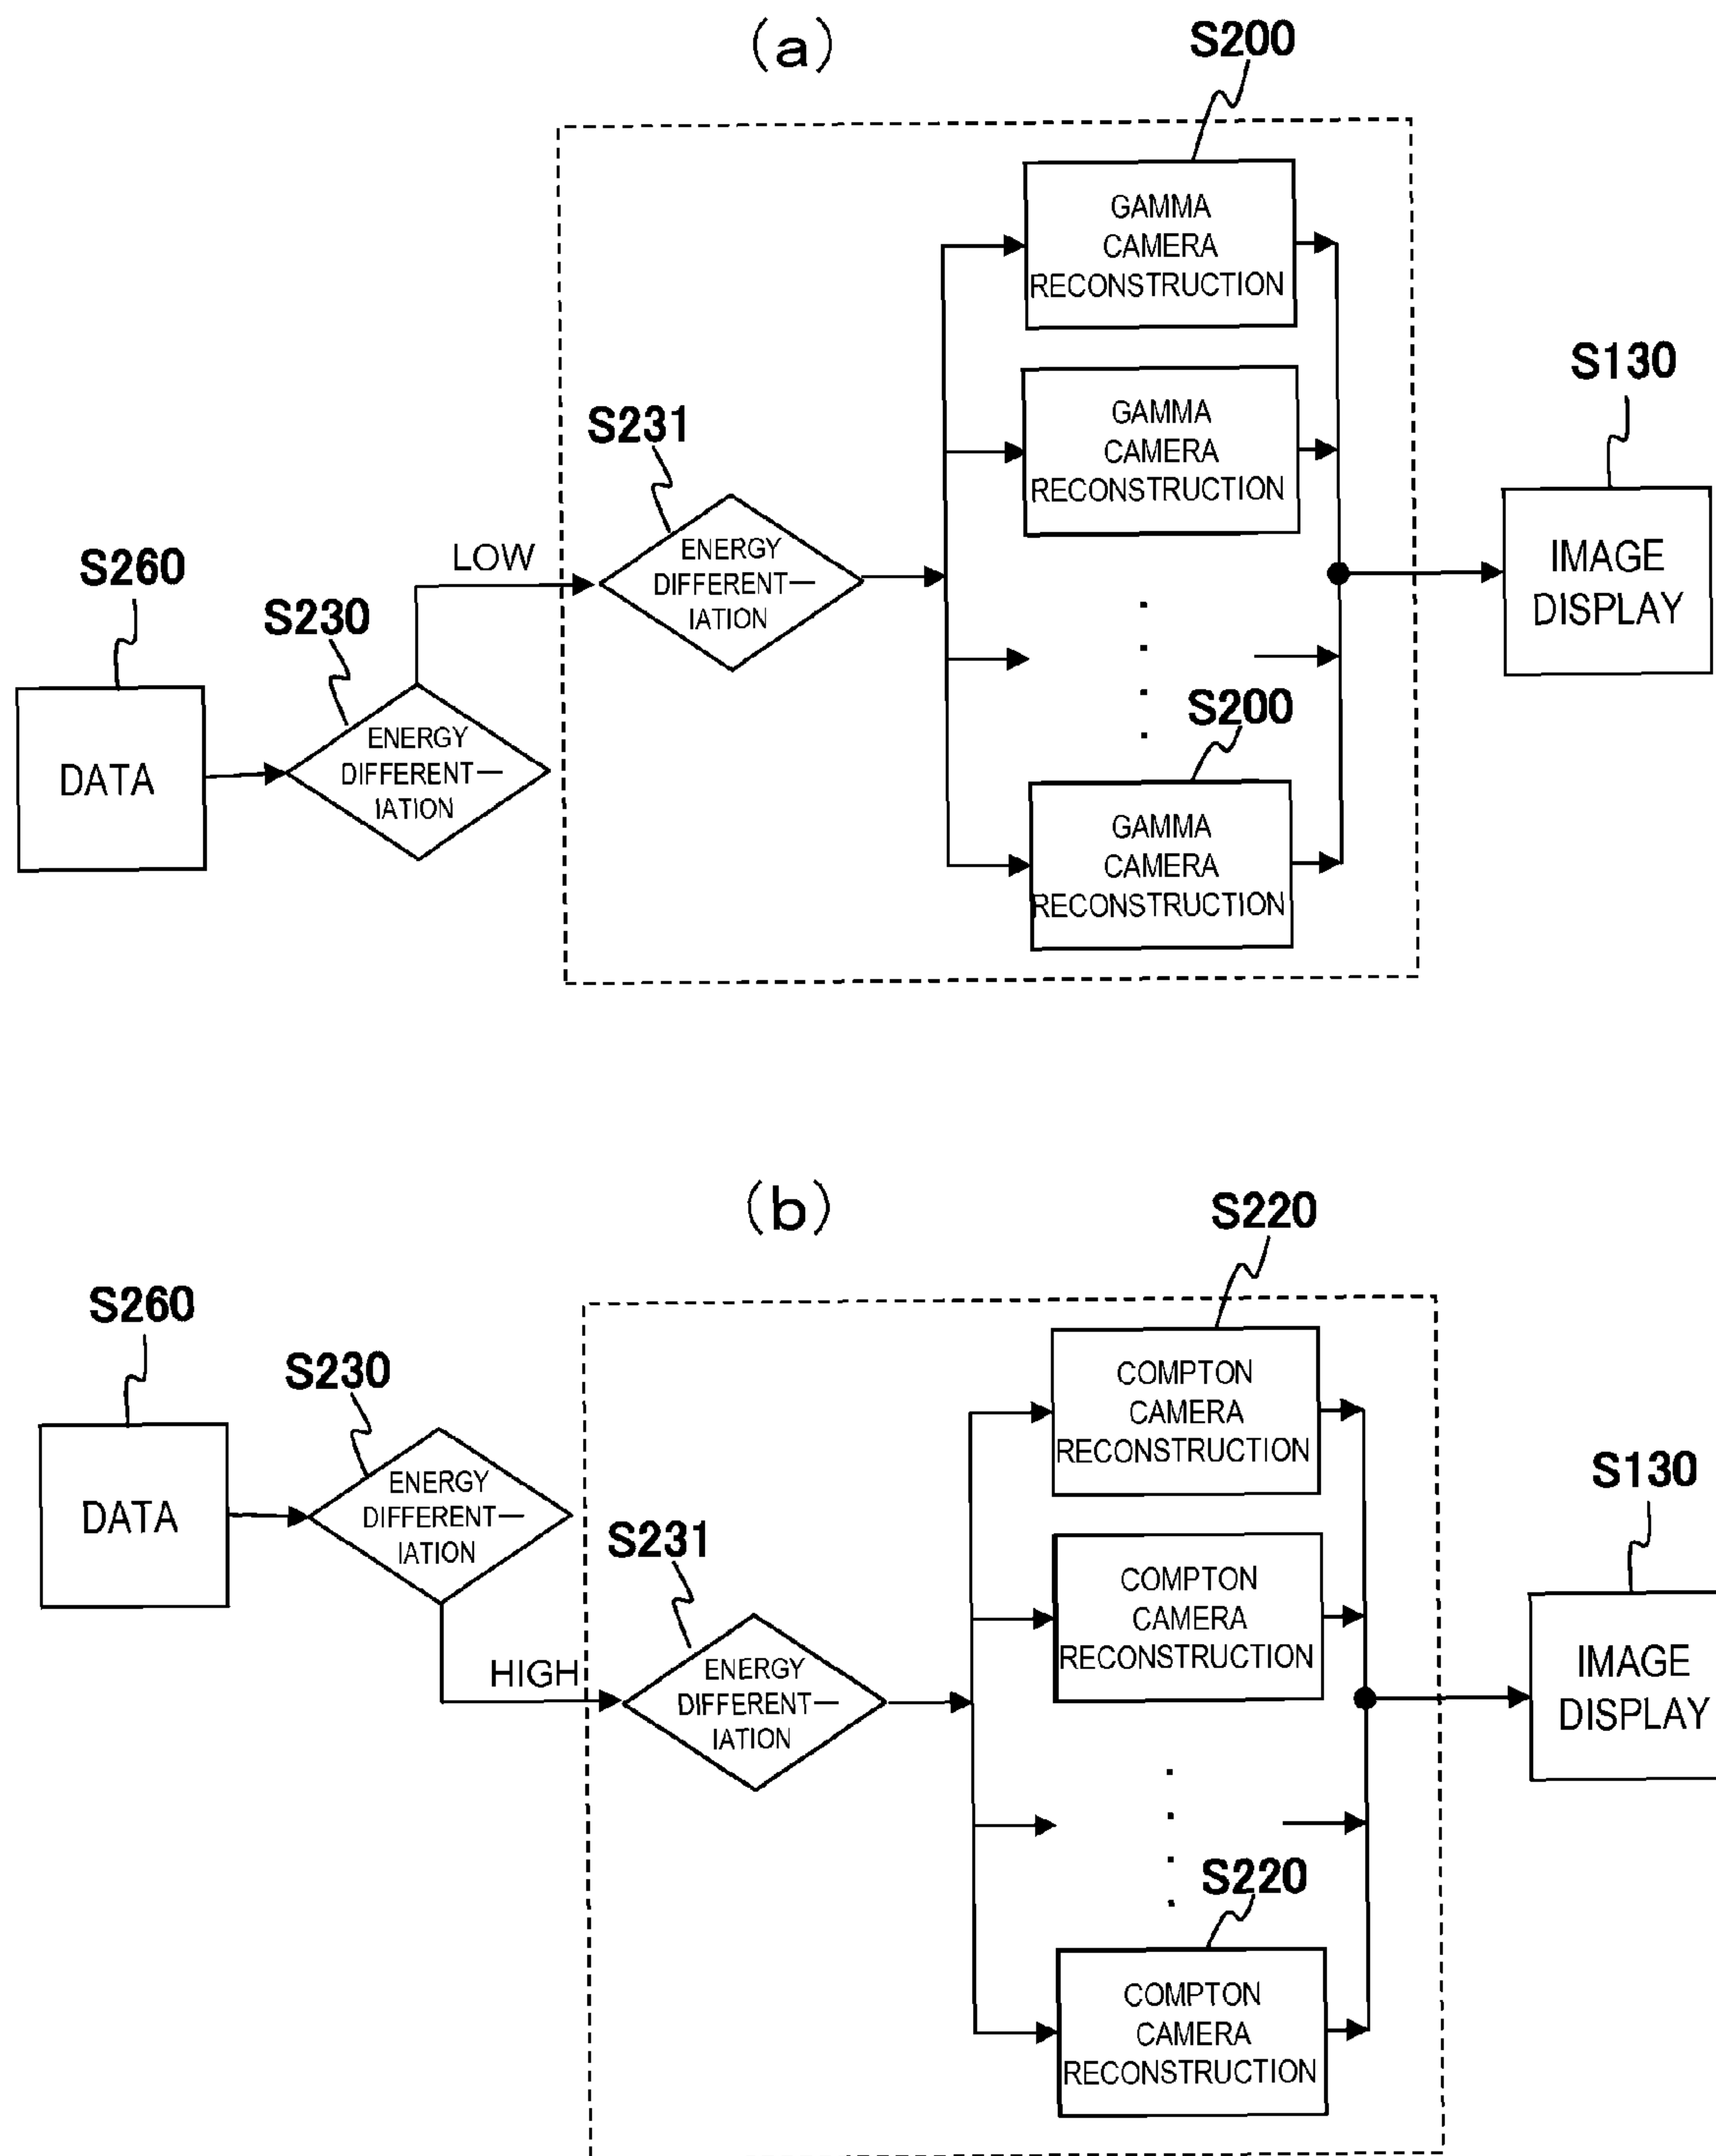 (a)
S200
GAMMA
CAMERA
RECONSTRUCTION
S130
GAMMA
CAMERA
RECONSTRUCTION
S231
ENERGY
DIFFERENT—
IATION
LOW
S260
S230
IMAGE
DISPLAY
S200
ENERGY
DIFFERENT—
IATION
DATA
GAMMA
CAMERA
RECONSTRUCTION
(b)
S220
S260
COMPTON
CAMERA
RECONSTRUCTION
S230
S130
ENERGY
DIFFERENT—
IATION
DATA
S231
COMPTON
CAMERA
RECONSTRUCTION
HIGH
ENERGY
DIFFERENT—
IATION
IMAGE
DISPLAY
S220
COMPTON
CAMERA
RECONSTRUCTION